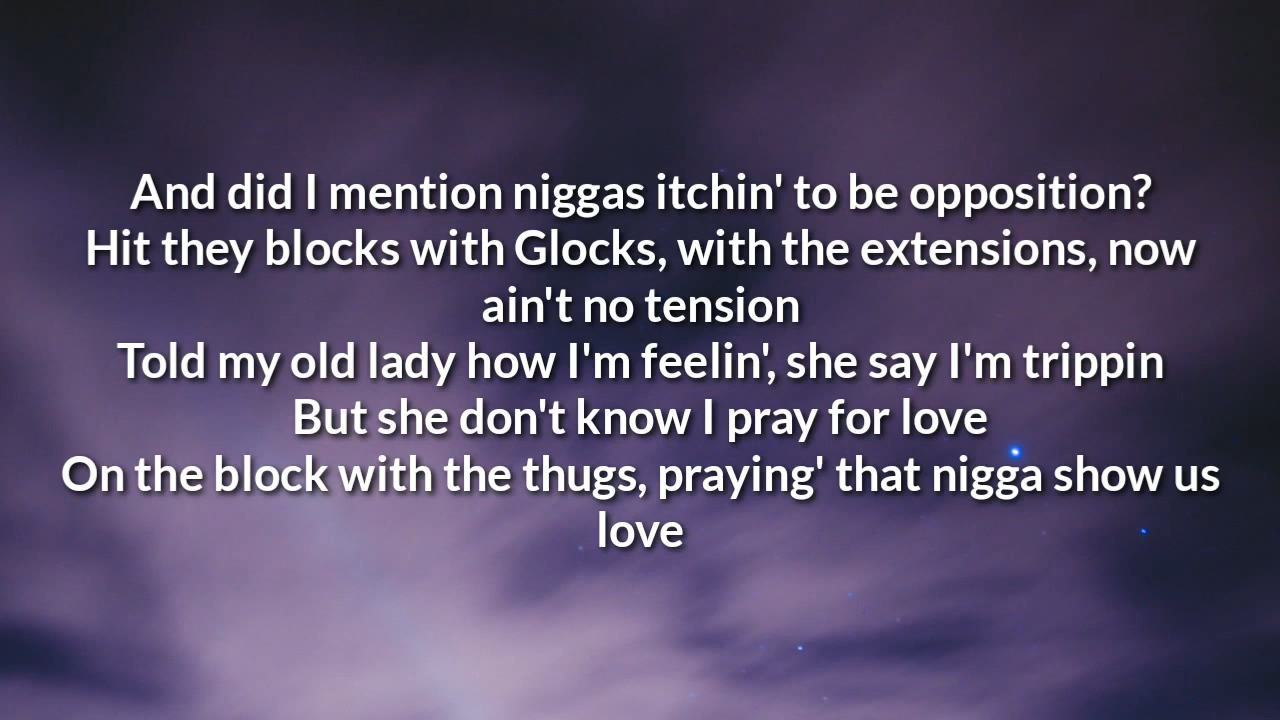 And did I mention niggas itchin' to be opposition?
Hit they blocks with Glocks, with the extensions, now
ain't no tension
Told my old lady how I'm feelin', she say I'm trippin
But she don't know I pray for love
On the block with the thugs, praying' that nigga show us
love